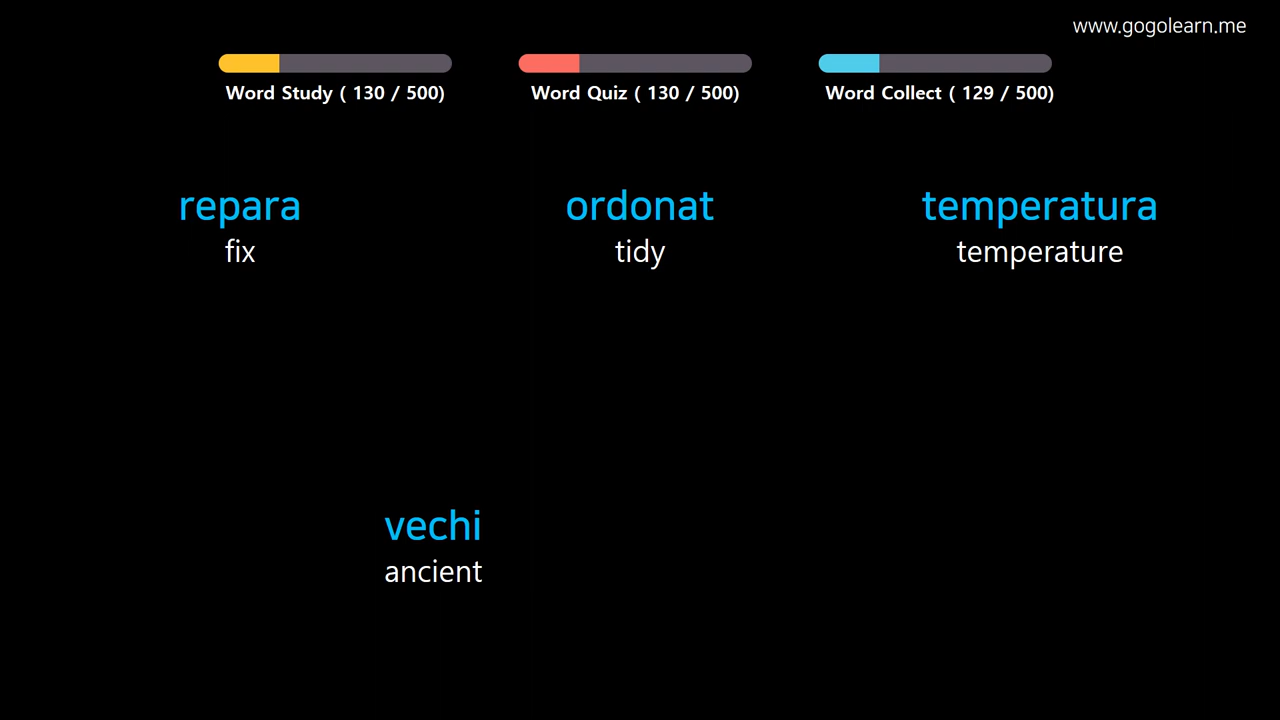 www.gogolearn.me
Word Study ( 130 / 500)
Word Quiz ( 130 / 500)
Word Collect ( 129 / 500)
repara
fix
ordonat
tidy
temperatura
temperature
vechi
ancient